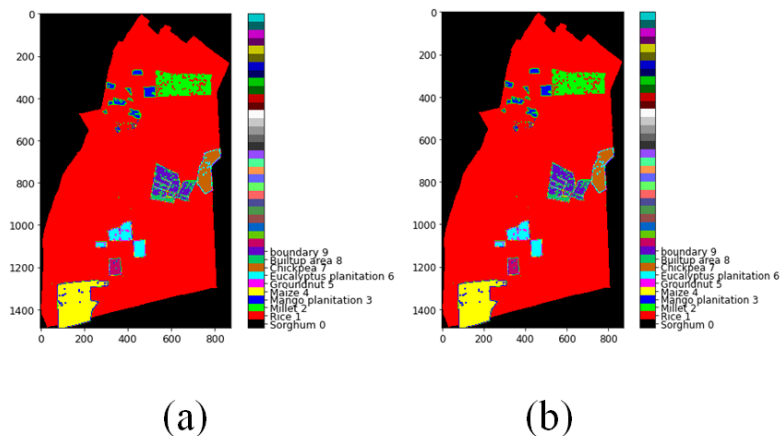 0
200
400
600
800
1000
1200
1400
0 200 400 600 800
boundary 9
Builtup area 8
Chickpea 7
Eucalyptus planitation 6
Groundnut 5
Maize 4
Mango planitation 3
Millet 2
Rice 1
Sorghum 0
(a)
0
200
400
600
800
1000
1200
1400
0 200 400 600 800
boundary 9
Builtup area 8
Chickpea 7
Eucalyptus planitation 6
Groundnut 5
Maize 4
Mango planitation 3
Millet 2
Rice 1
Sorghum 0
(b)